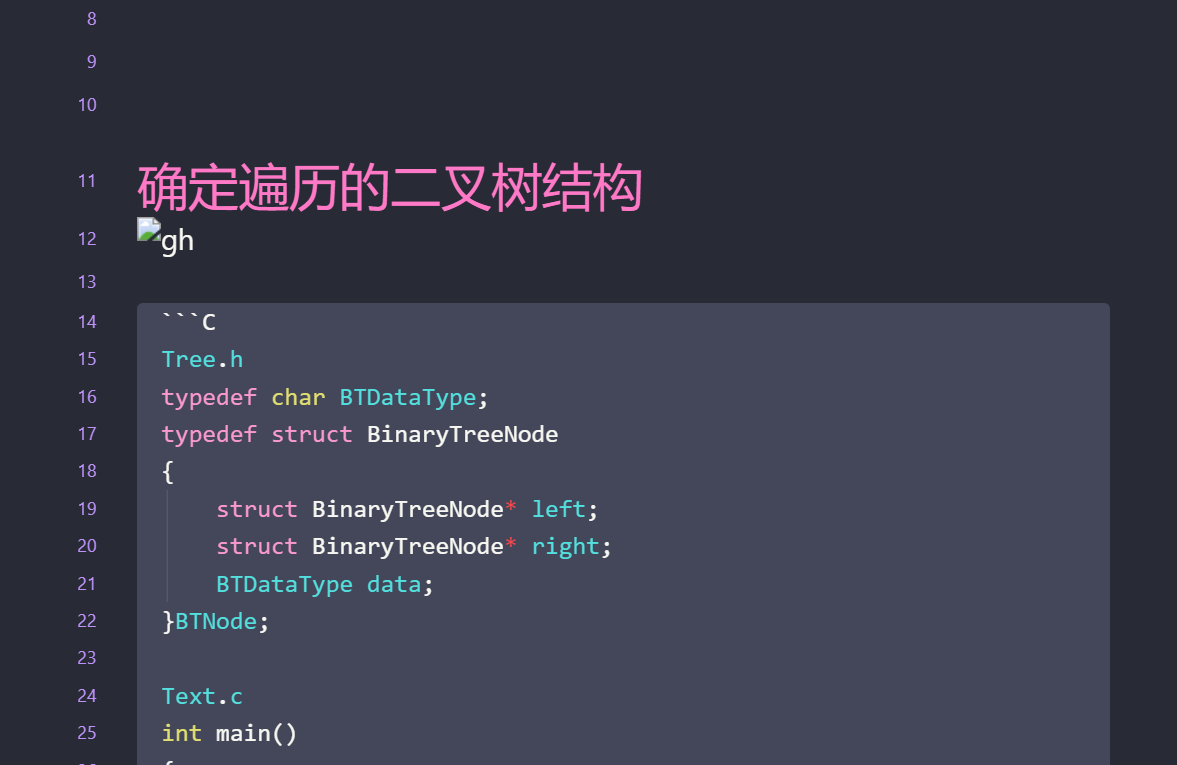 8
9
10
11 确定遍历的二叉树结构
12 gh
13
14 ```C
15 Tree.h
16 typedef char BTDataType;
17 typedef struct BinaryTreeNode
18 {
19 struct BinaryTreeNode* left;
20 struct BinaryTreeNode* right;
21 BTDataType data;
22 }BTNode;
23
24 Text.c
25 int main()